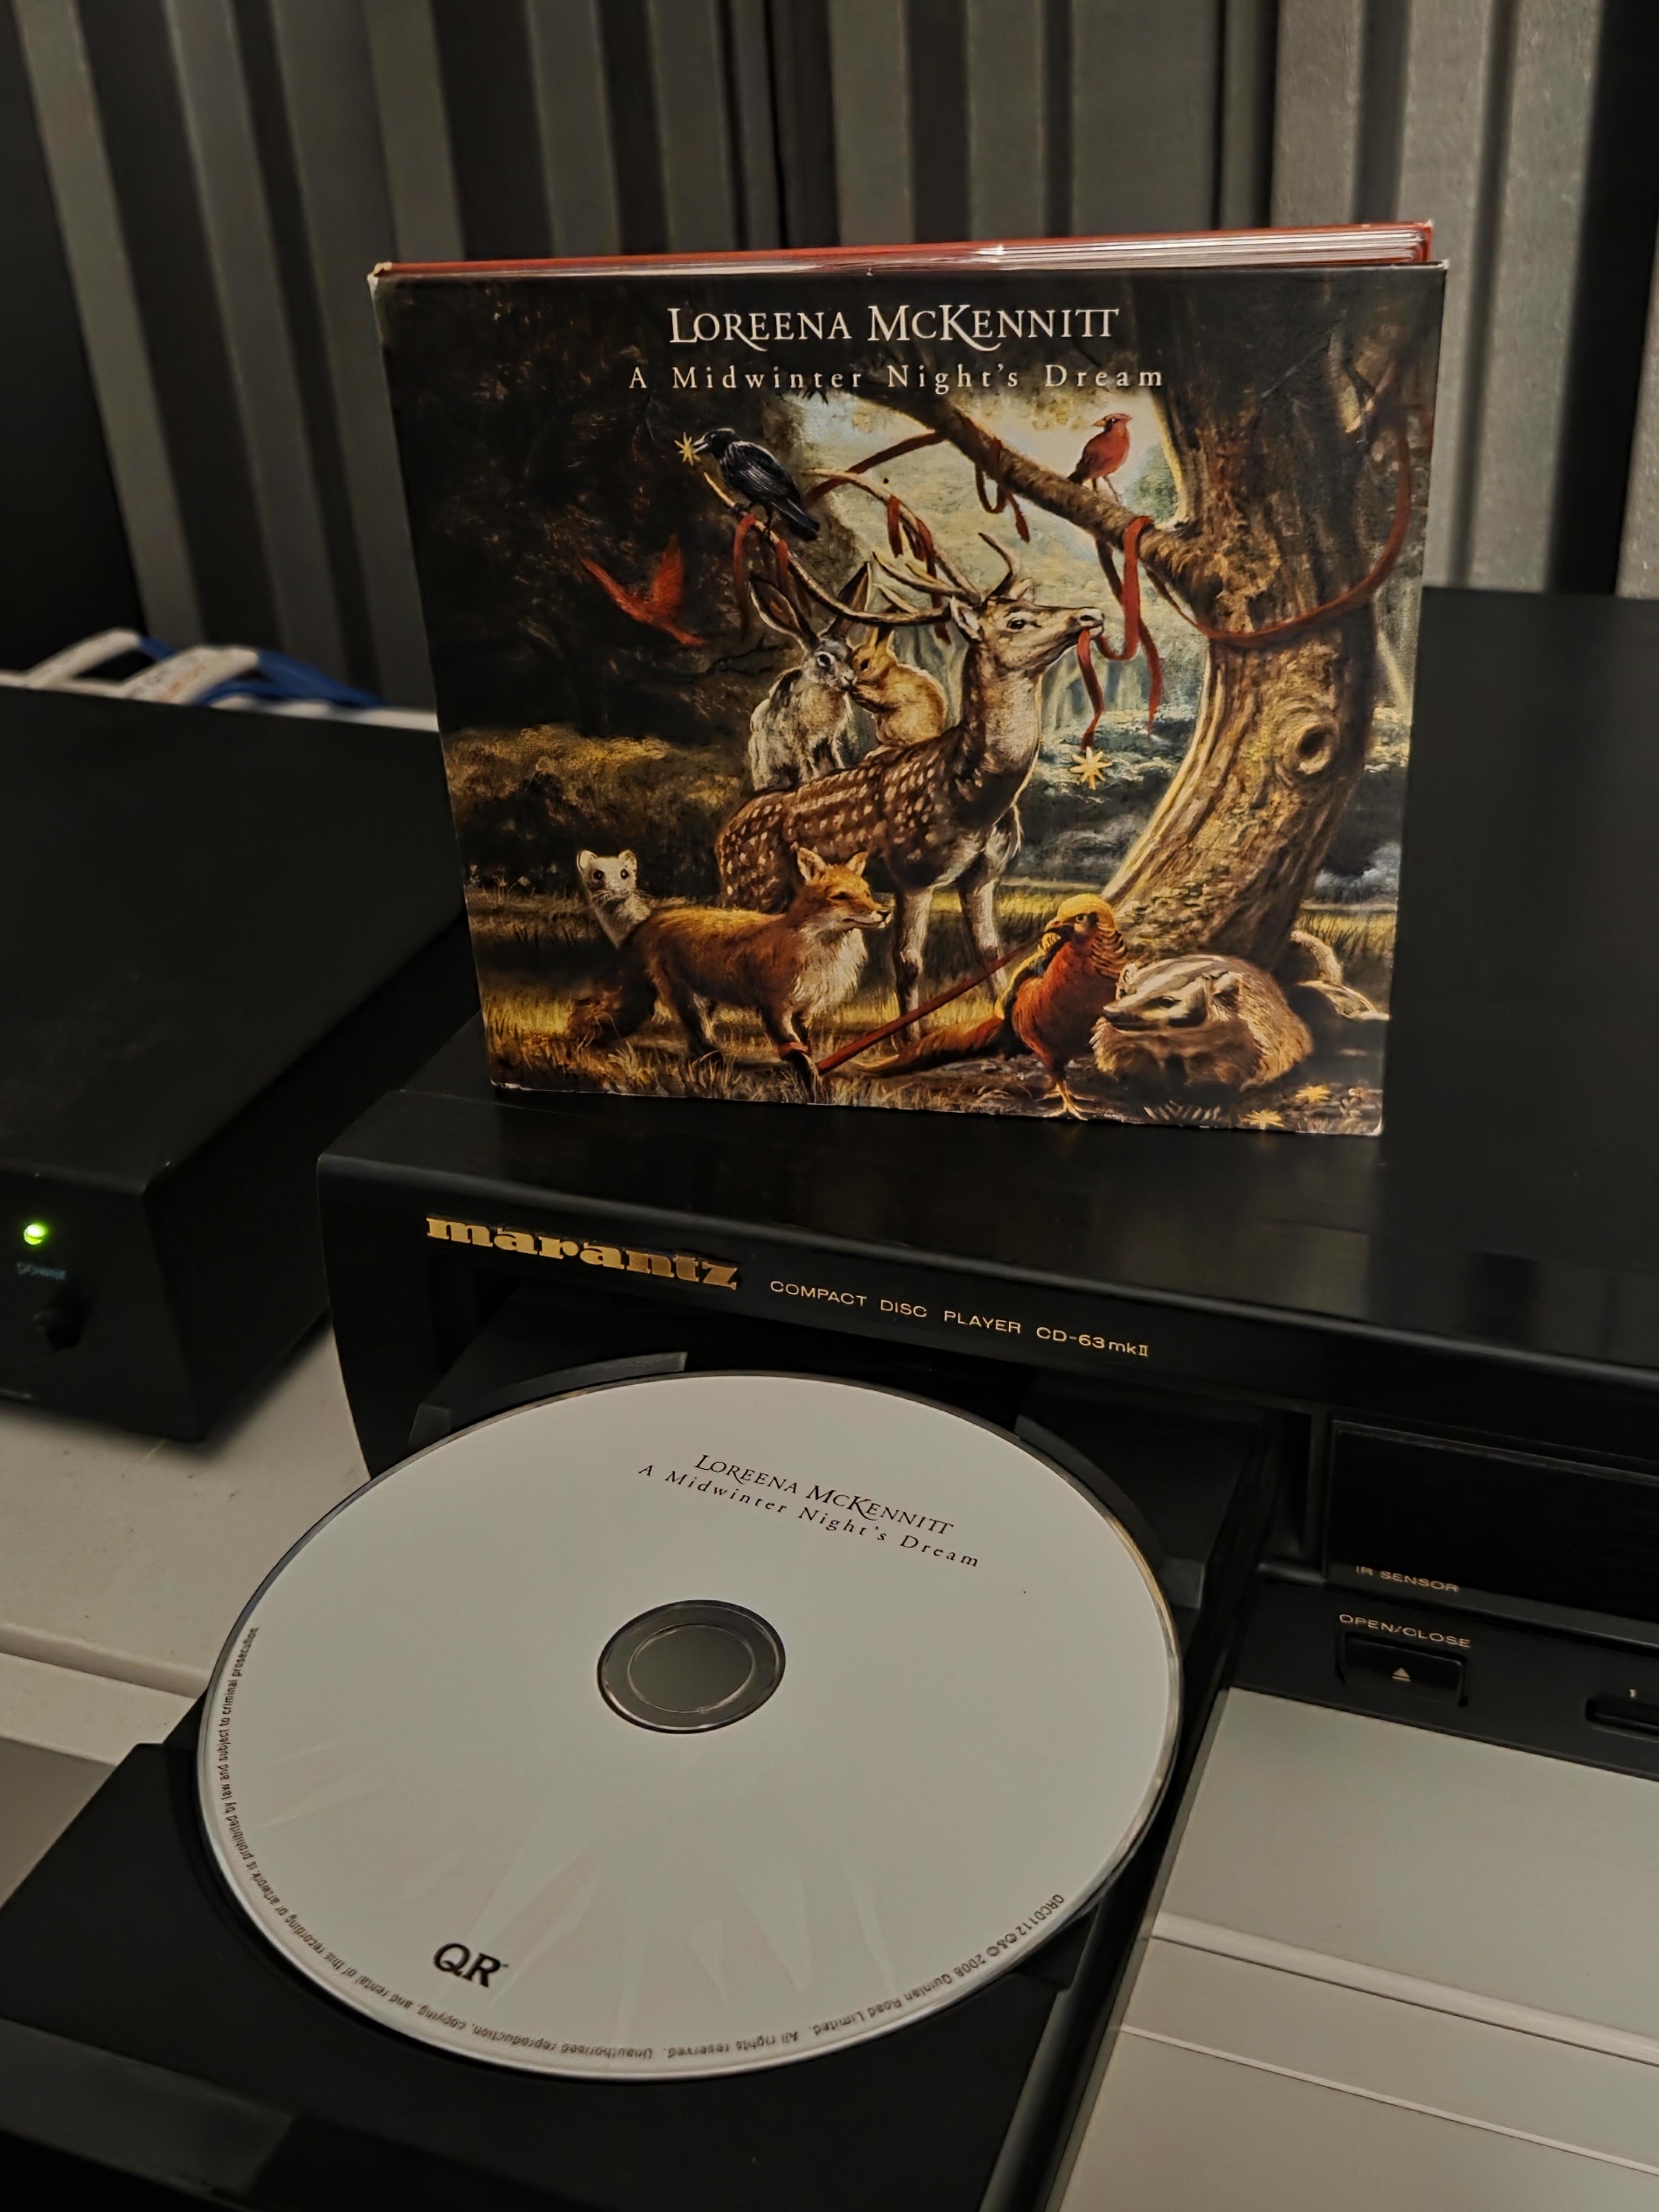 LOREENA MCKENNITT
A Midwinter Night's Dream
marantz
COMPACT DISC PLAYER CD-63mkII
POWER
LOREENA MCKENNITT
A Midwinter Night's Dream
IR SENSOR
OPEN/CLOSE
1
QR
QRCD112 ℗&© 2008 Quinlan Road Limited. All rights reserved. Unauthorised reproduction, copying, and rental of this recording or artwork is prohibited by law and subject to criminal prosecution.